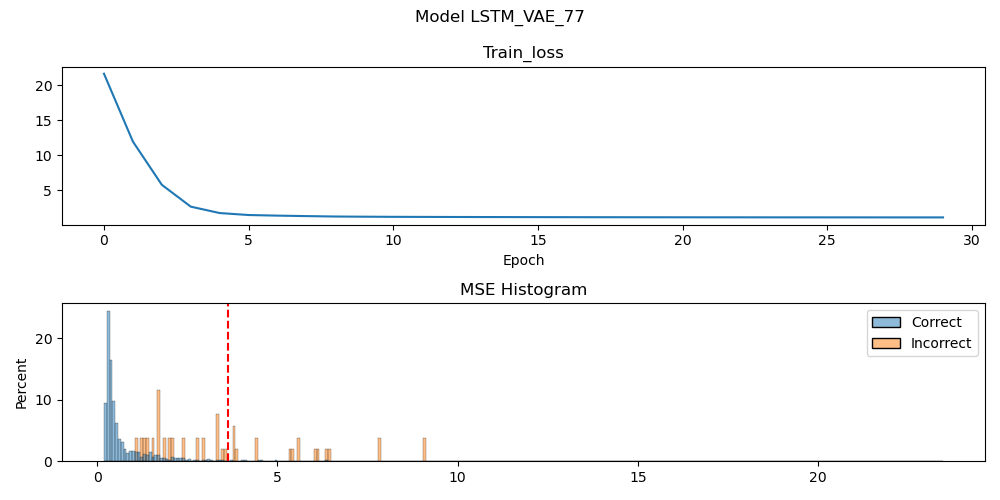 Model LSTM_VAE_77
Train_loss
20
15
10
5
0 5 10 15 20 25 30
Epoch
MSE Histogram
Correct
Incorrect
Percent
20
10
0
0 5 10 15 20